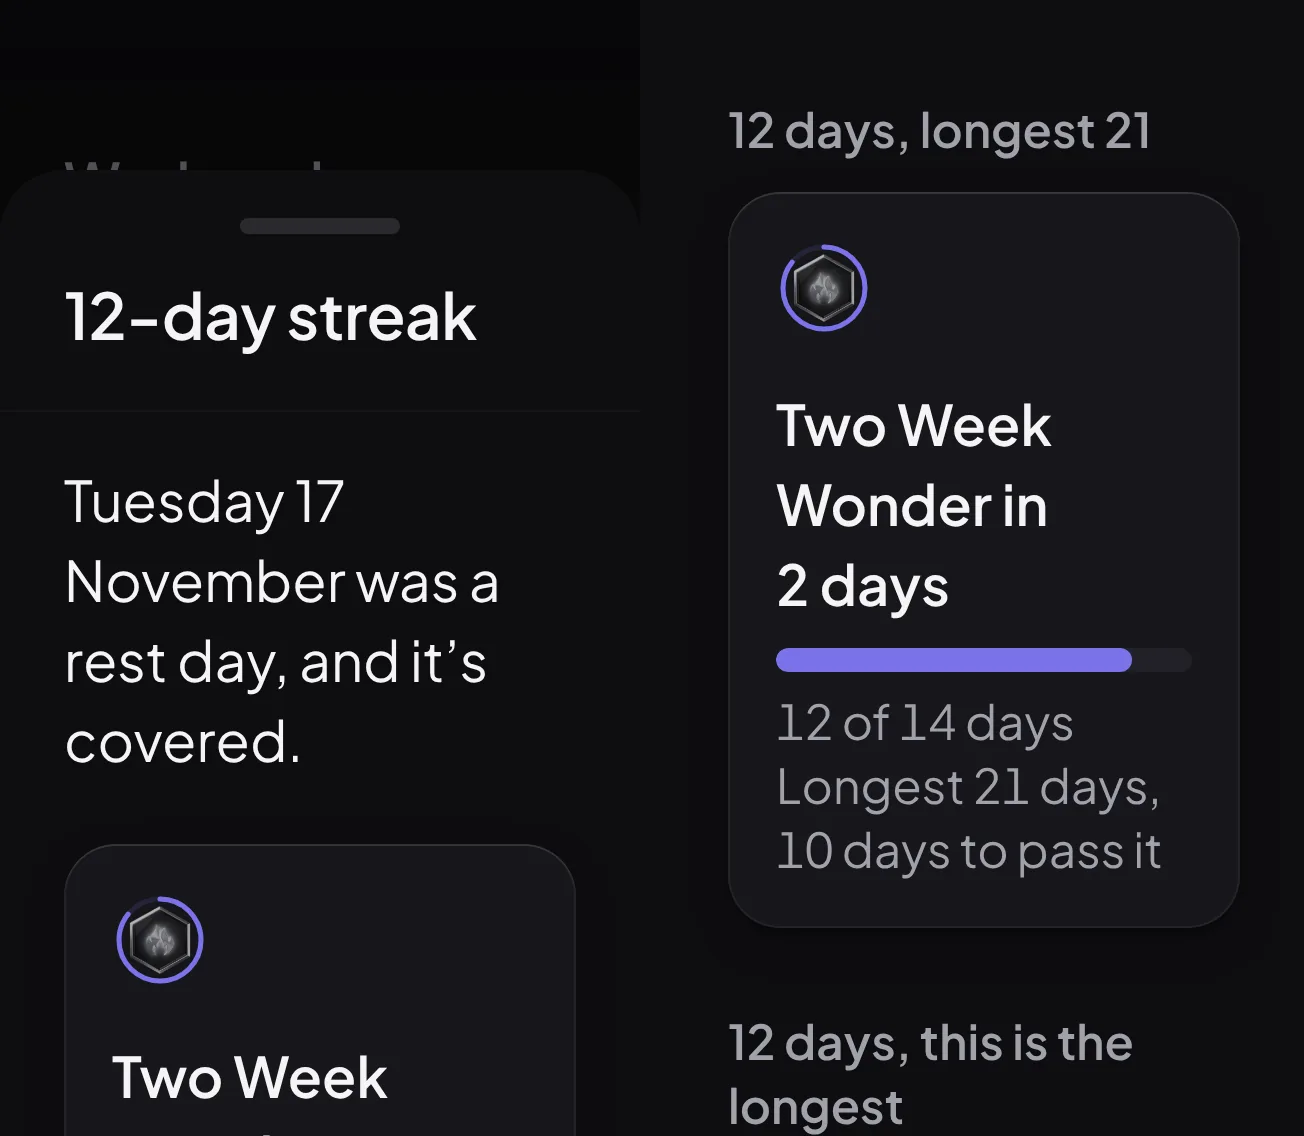 12-day streak
Tuesday 17
November was a
rest day, and it’s
covered.
Two Week
12 days, longest 21
Two Week
Wonder in
2 days
12 of 14 days
Longest 21 days,
10 days to pass it
12 days, this is the
longest